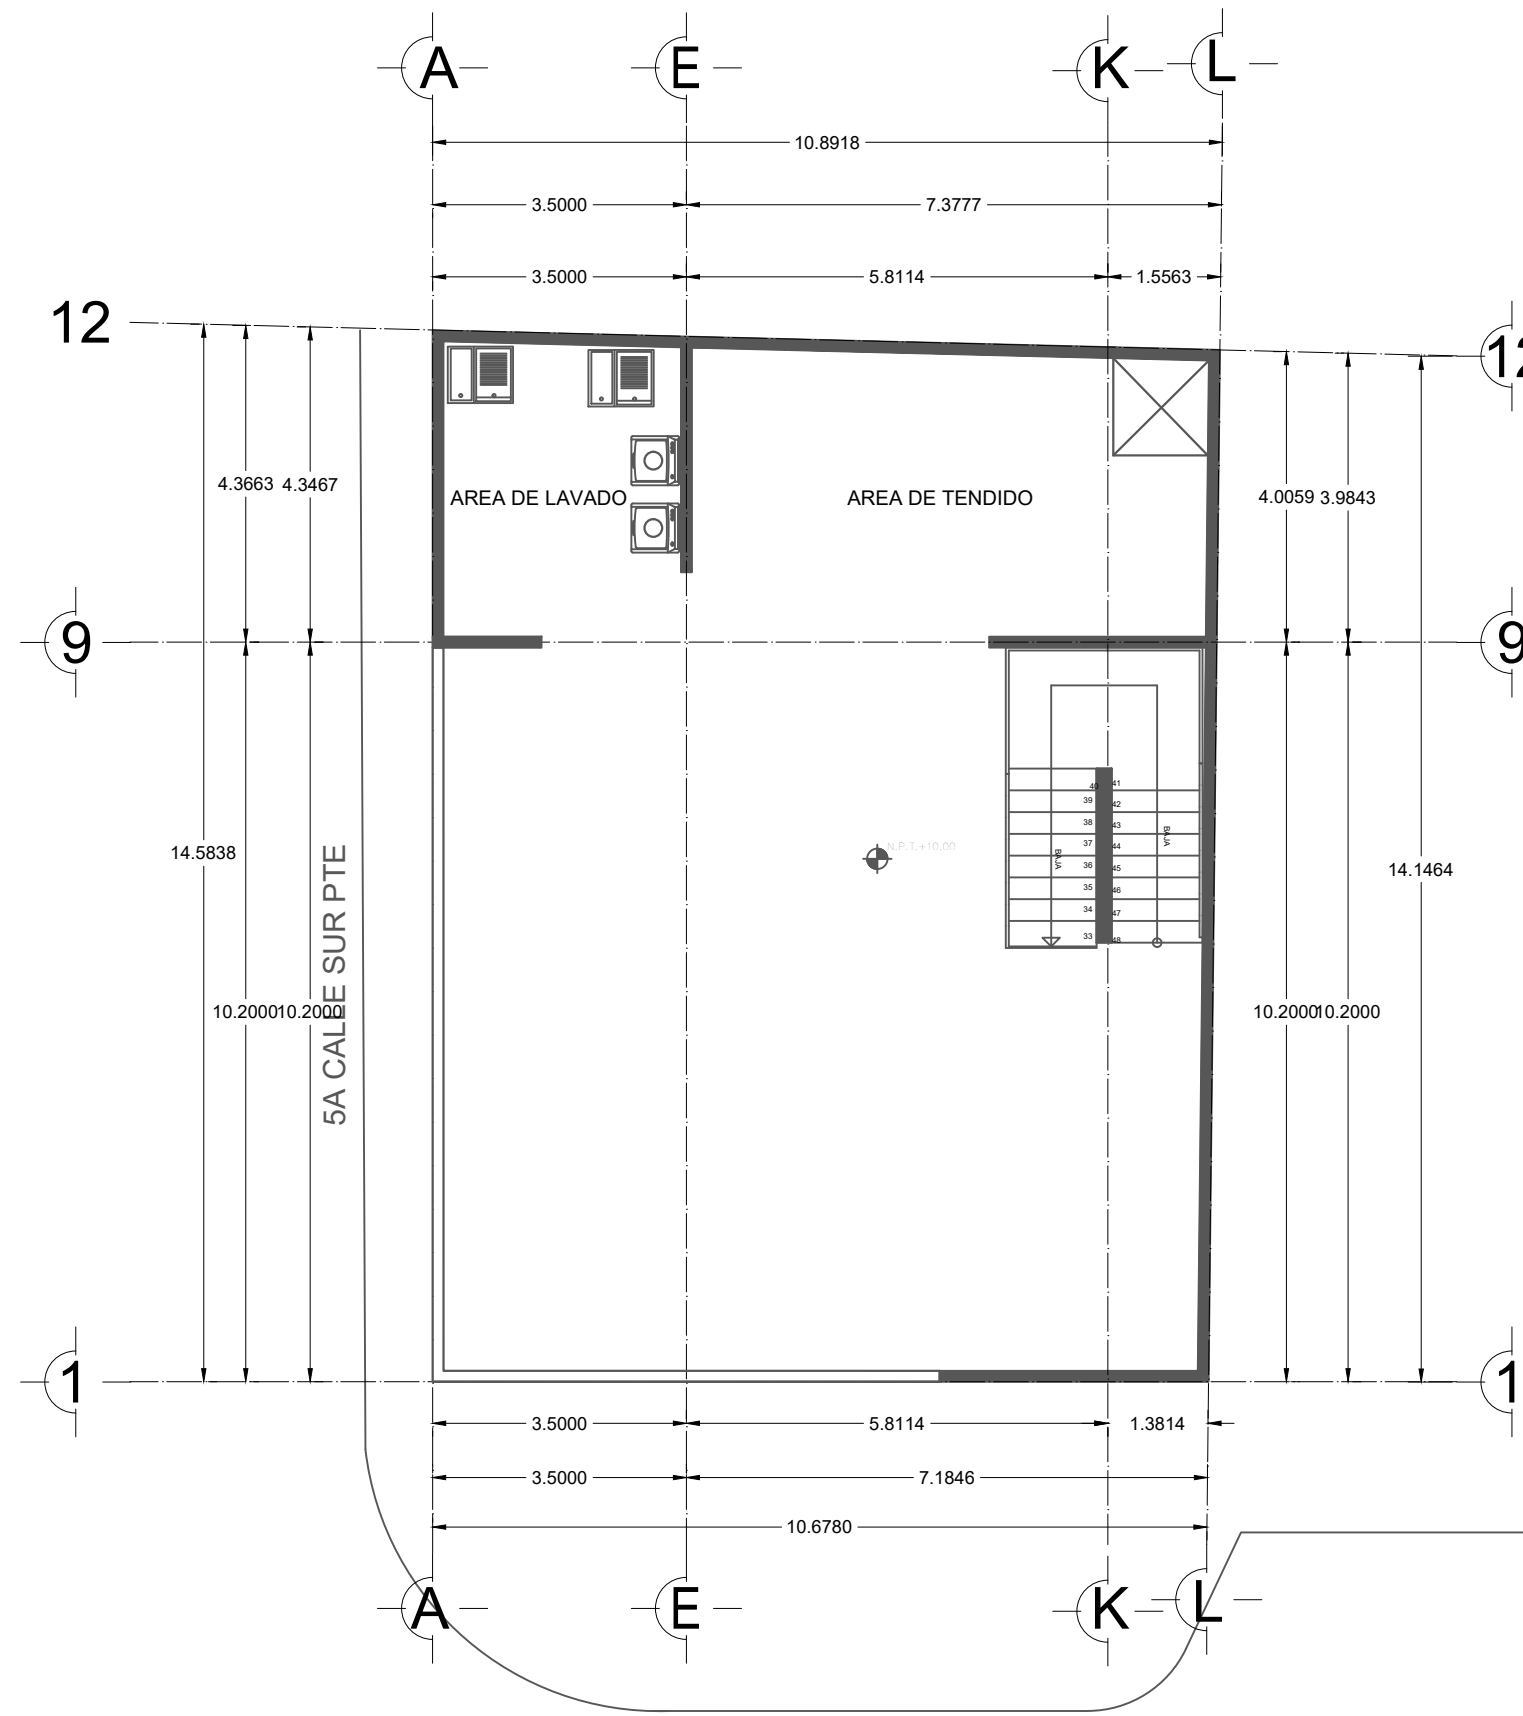 A E K L
10.8918
3.5000 7.3777
3.5000 5.8114 1.5563
12 12
4.3663 4.3467 4.0059 3.9843
AREA DE LAVADO AREA DE TENDIDO
9 9
41
40
39 42
38 43
37 44
36 45
35 46
34 47
33 48
BAJA BAJA
N.P.T.+10.00
14.5838 14.1464
5A CALLE SUR PTE
10.2000 10.2000 10.2000 10.2000
1 1
3.5000 5.8114 1.3814
3.5000 7.1846
10.6780
A E K L